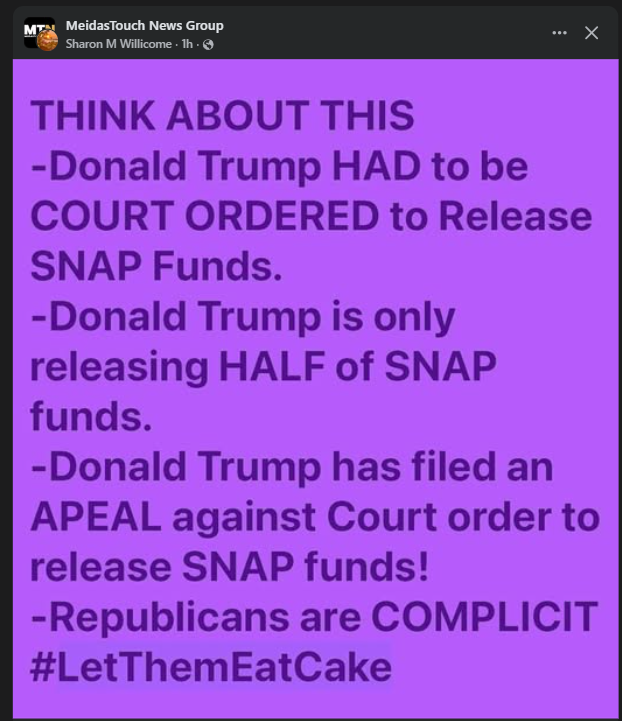 MTN
MeidasTouch News Group
Sharon M Willicome · 1h ·
THINK ABOUT THIS
-Donald Trump HAD to be
COURT ORDERED to Release
SNAP Funds.
-Donald Trump is only
releasing HALF of SNAP
funds.
-Donald Trump has filed an
APEAL against Court order to
release SNAP funds!
-Republicans are COMPLICIT
#LetThemEatCake